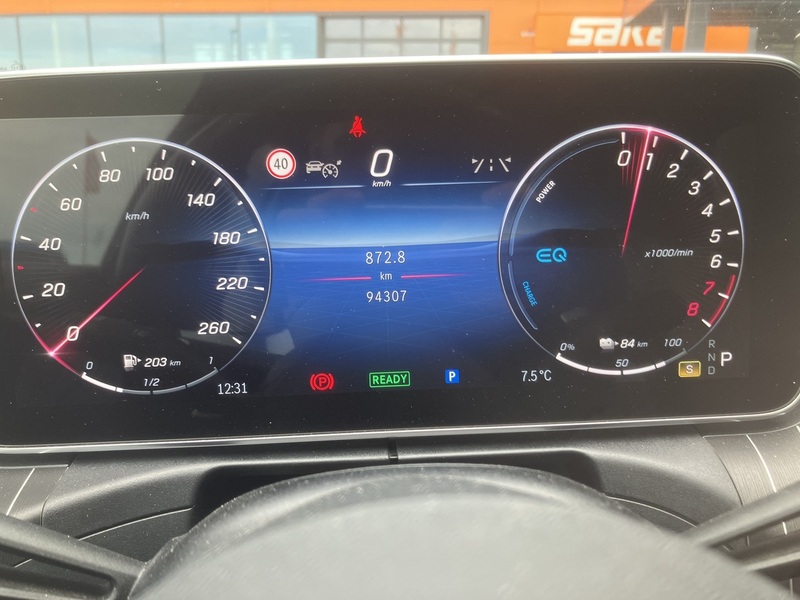 saka
40
0
km/h
80
100
60
140
km/h
40
180
20
220
0
260
203 km
0
1/2
1
12:31
872.8
km
94307
(P)
READY
P
7.5°C
0
1
2
3
4
5
6
7
8
x1000/min
POWER
EQ
CHARGE
84 km
0%
50
100
R
N
D
P
S